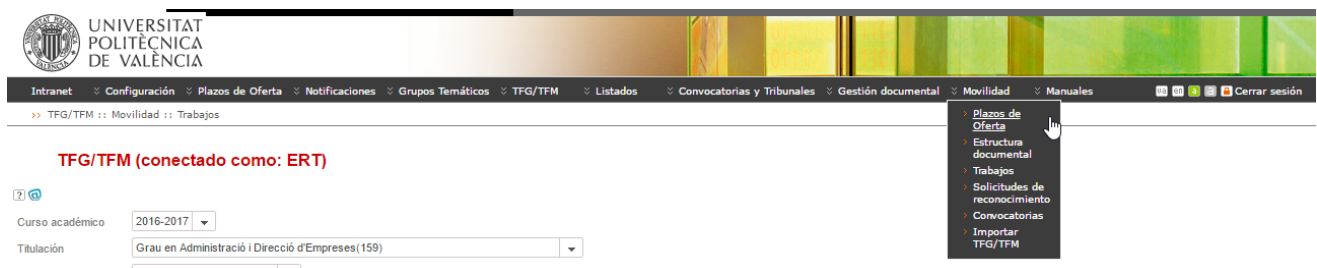 UNIVERSITAT
POLITÈCNICA
DE VALÈNCIA
Intranet Configuración Plazos de Oferta Notificaciones Grupos Temáticos TFG/TFM Listados Convocatorias y Tribunales Gestión documental Movilidad Manuales va en a a Cerrar sesión
>> TFG/TFM :: Movilidad :: Trabajos
Plazos de
Oferta
Estructura
documental
Trabajos
Solicitudes de
reconocimiento
Convocatorias
Importar
TFG/TFM
TFG/TFM (conectado como: ERT)
?
Curso académico 2016-2017
Titulación Grau en Administració i Direcció d'Empreses(159)